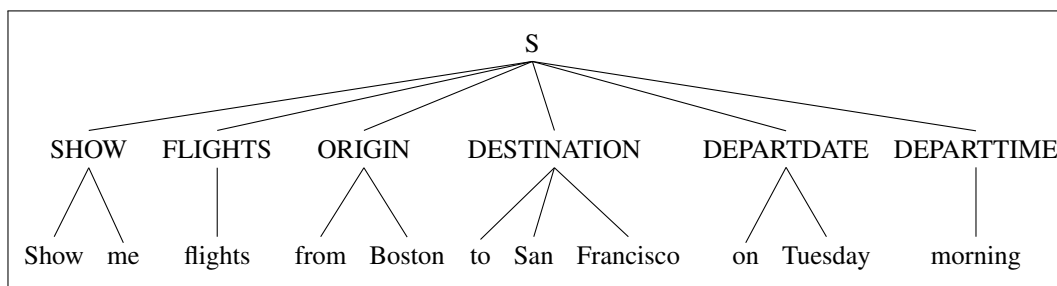 S
SHOW FLIGHTS ORIGIN DESTINATION DEPARTDATE DEPARTTIME
Show me flights from Boston to San Francisco on Tuesday morning